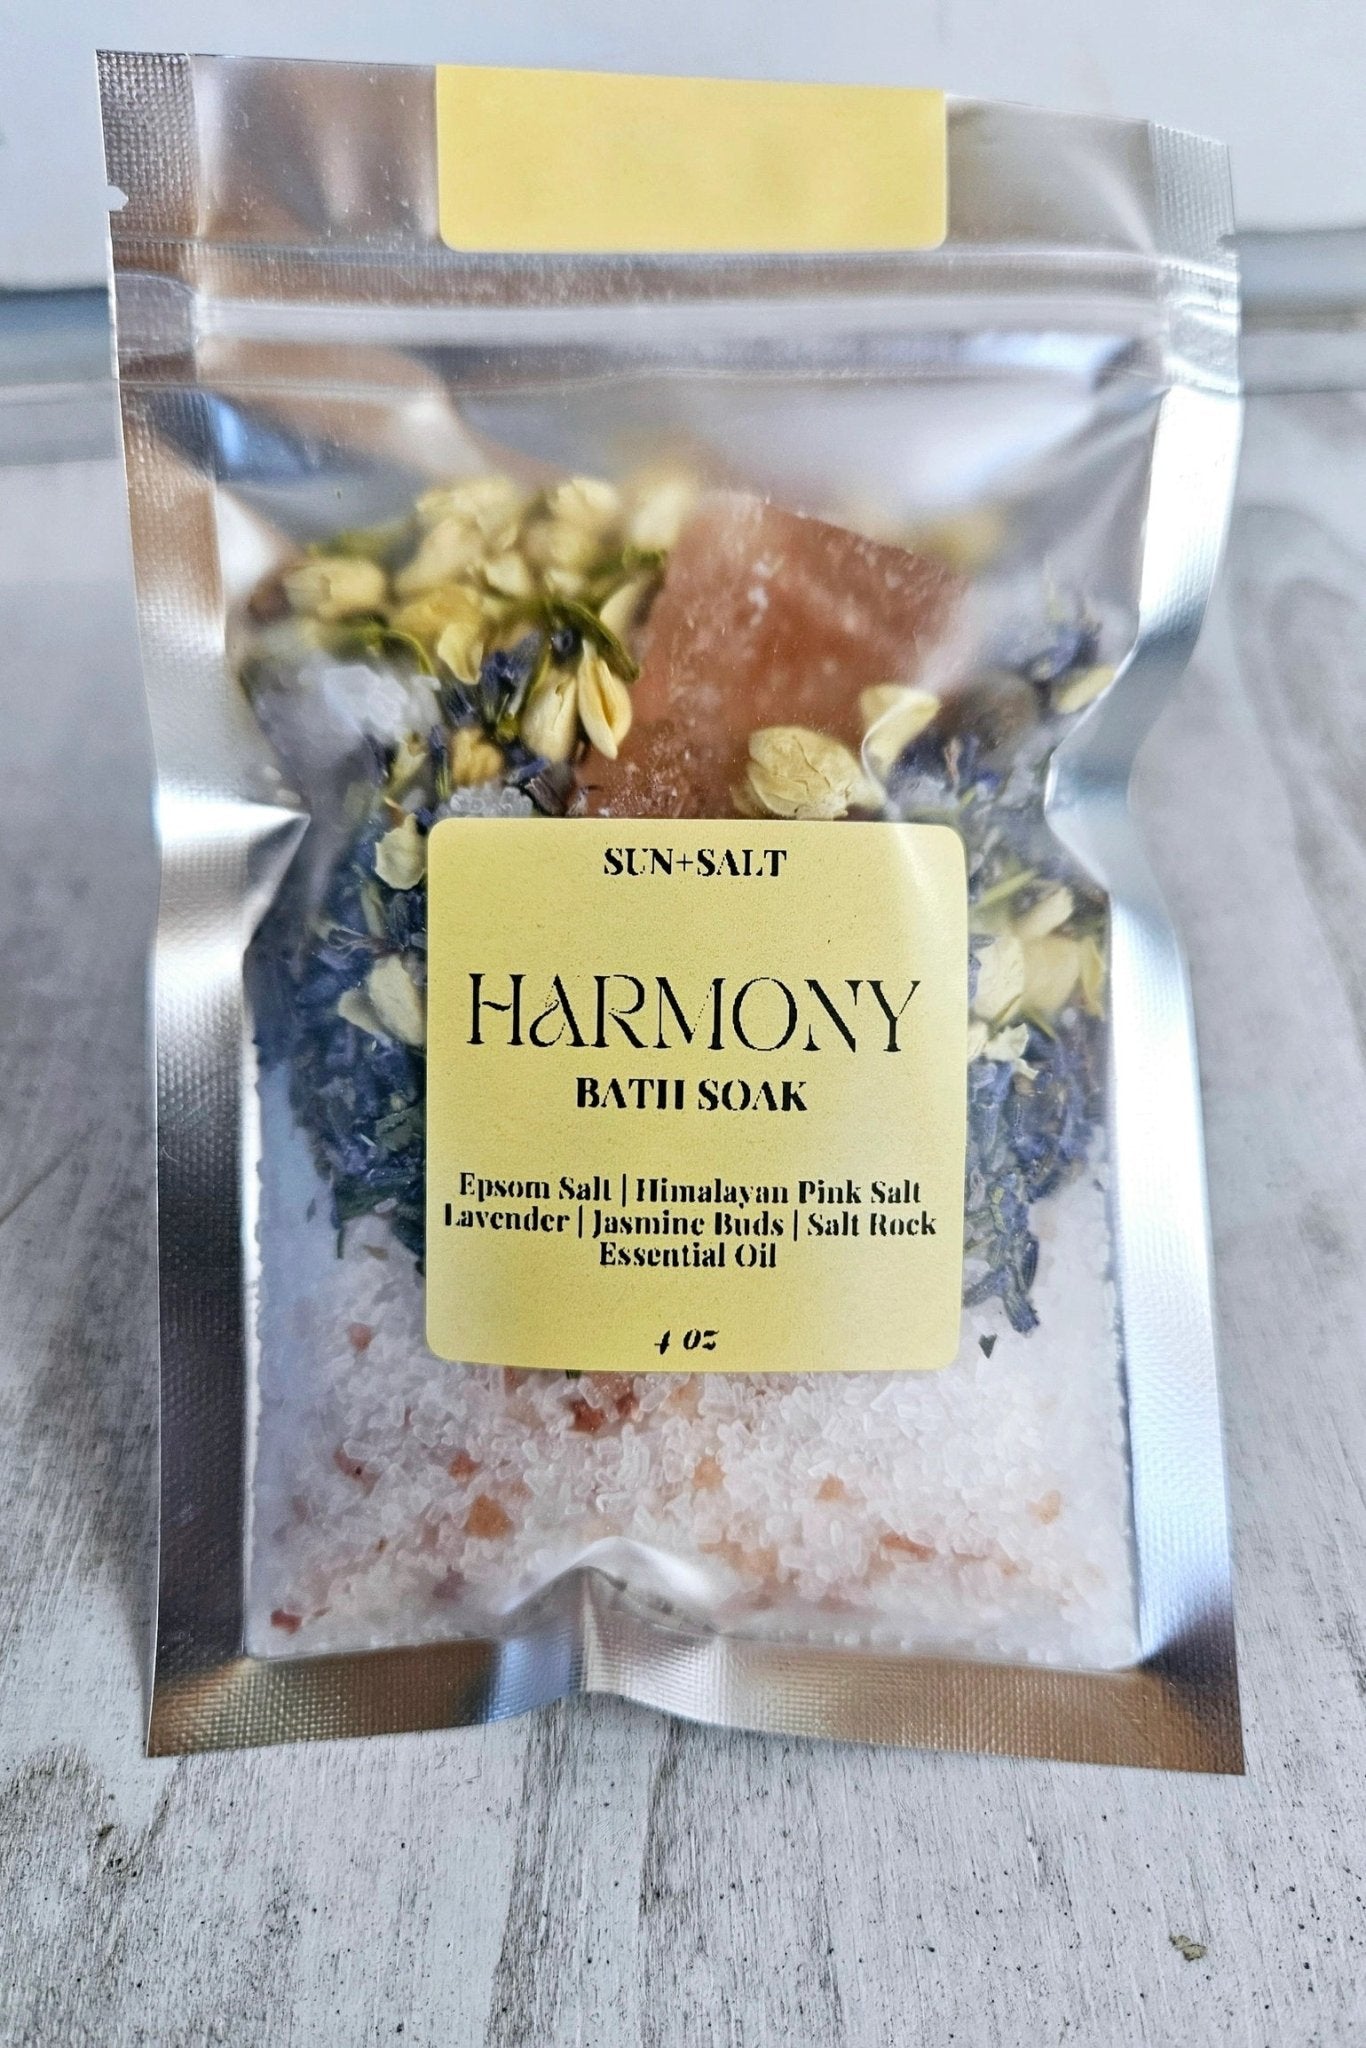 SUN+SALT
HARMONY
BATH SOAK
Epsom Salt | Himalayan Pink Salt
Lavender | Jasmine Buds | Salt Rock
Essential Oil
4 oz